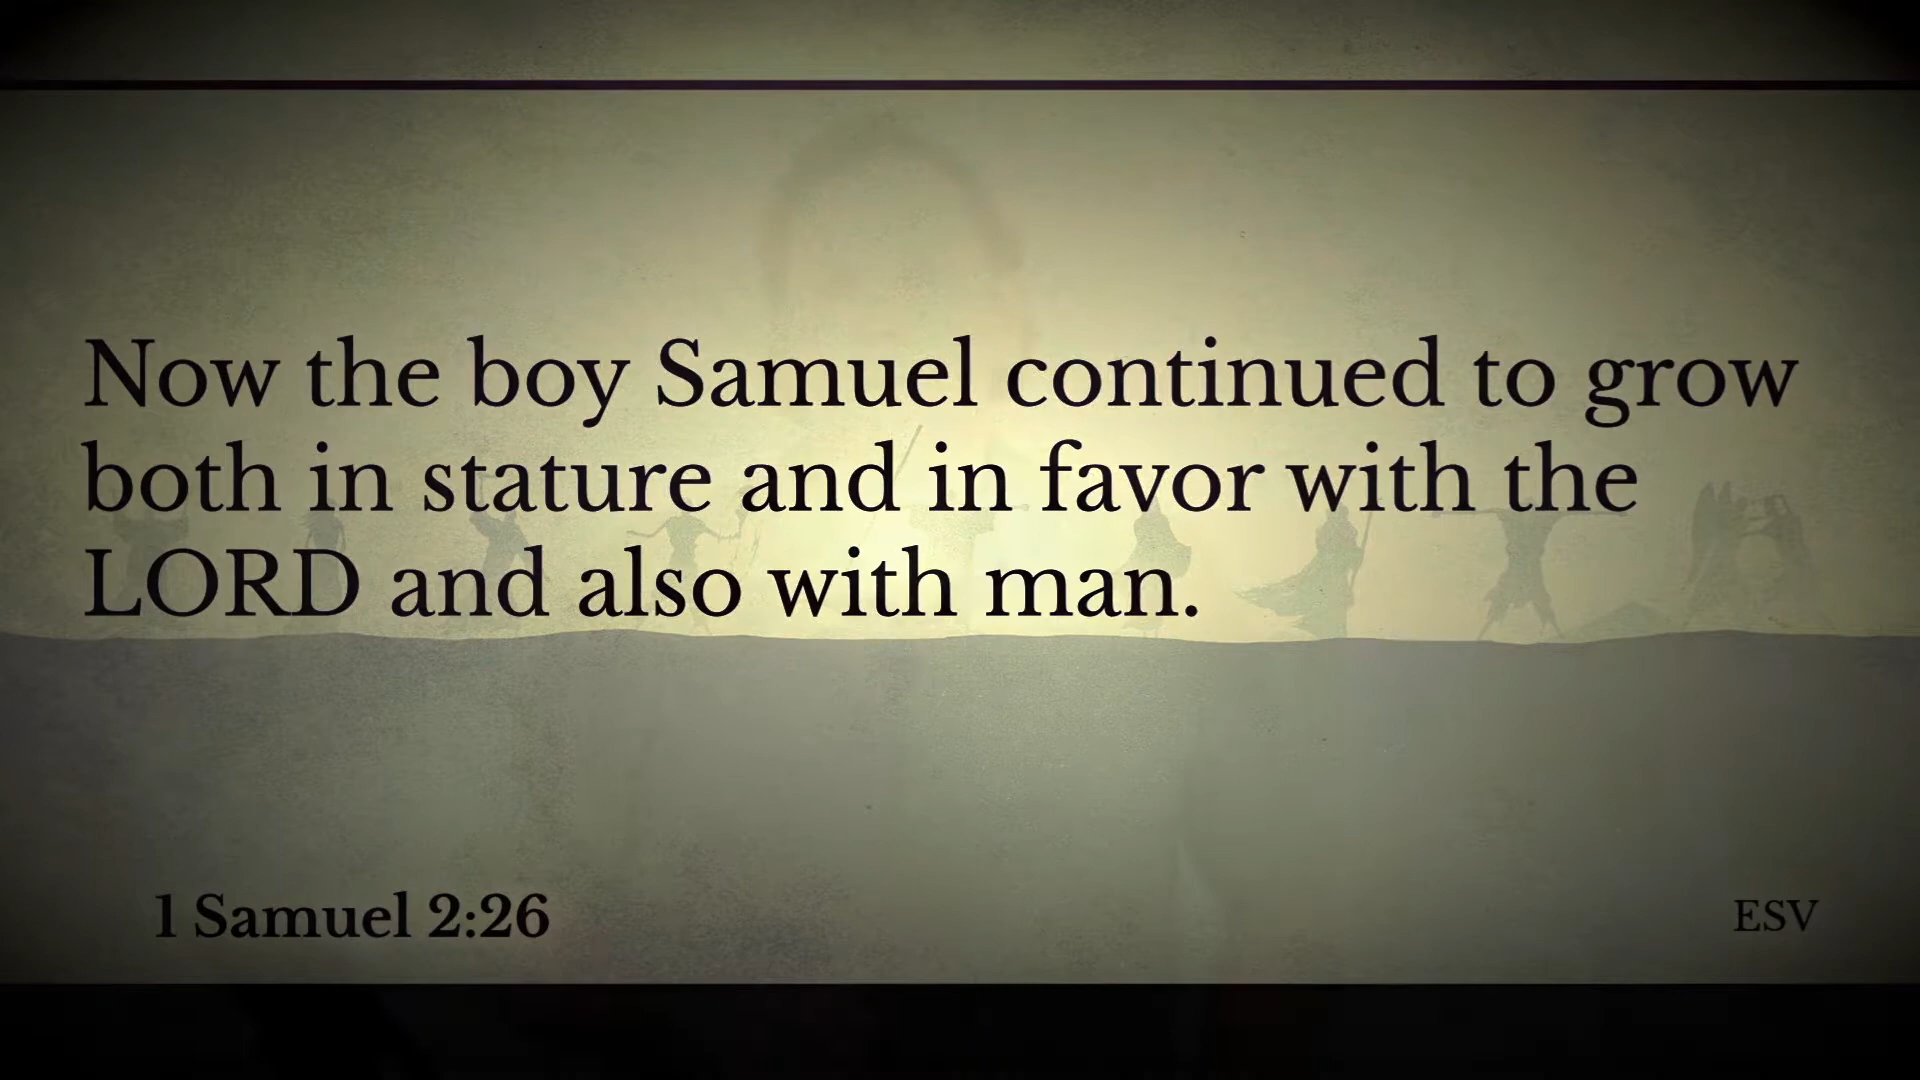 Now the boy Samuel continued to grow
both in stature and in favor with the
LORD and also with man.
1 Samuel 2:26
ESV